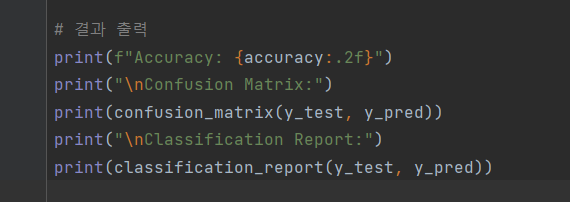 # 결과 출력
print(f"Accuracy: {accuracy:.2f}")
print("\nConfusion Matrix:")
print(confusion_matrix(y_test, y_pred))
print("\nClassification Report:")
print(classification_report(y_test, y_pred))